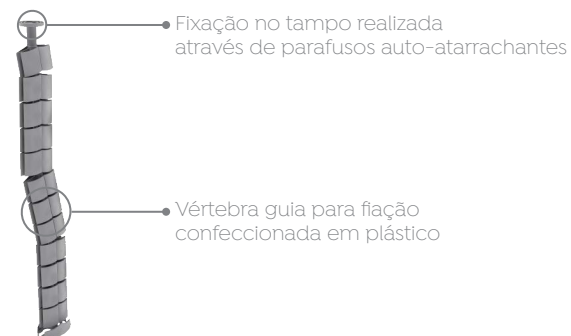 Fixação no tampo realizada
através de parafusos auto-atarrachantes
Vértebra guia para fiação
confeccionada em plástico